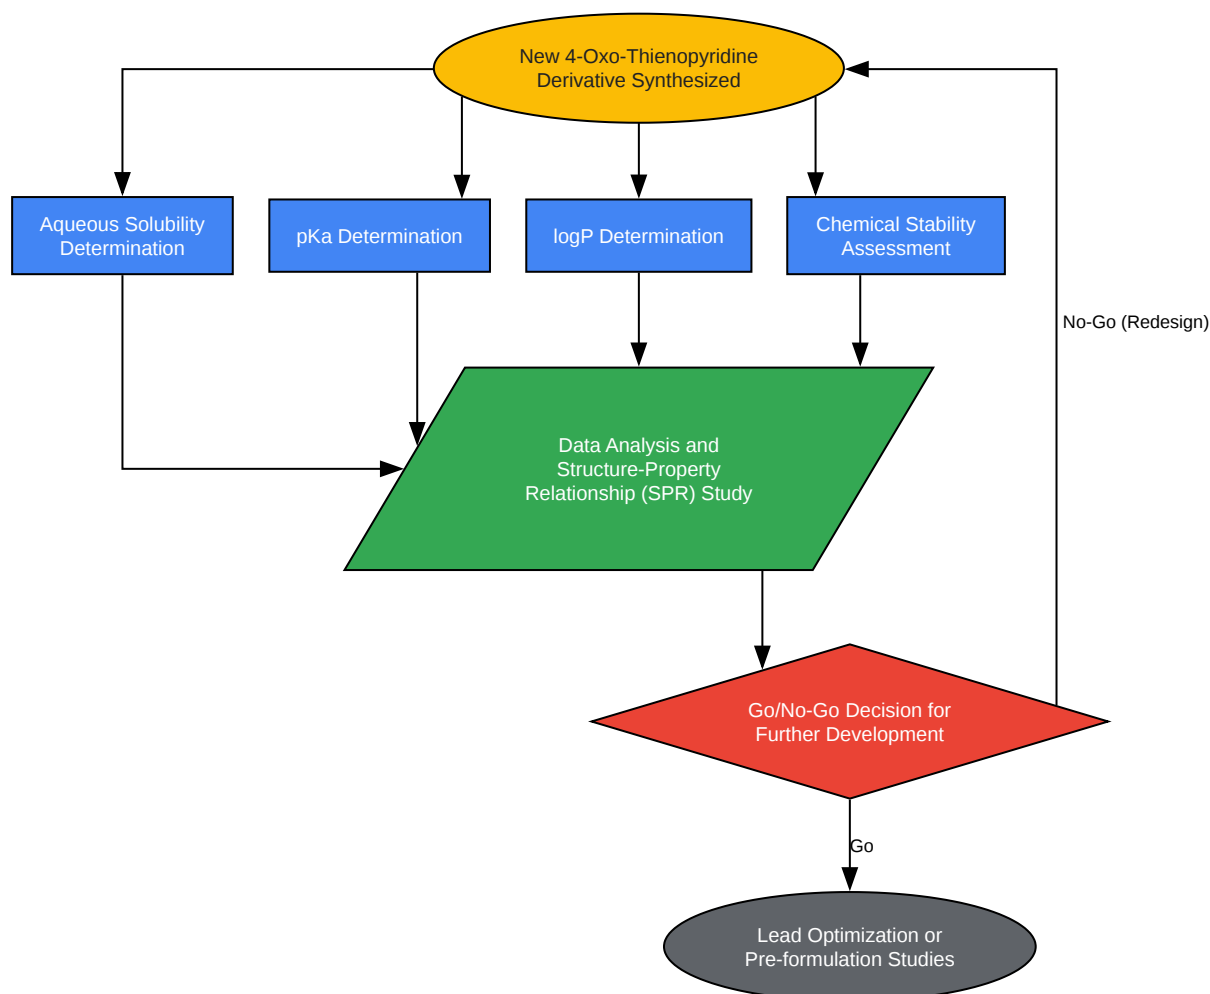 New 4-Oxo-Thienopyridine
Derivative Synthesized
Aqueous Solubility
Determination
pKa Determination
logP Determination
Chemical Stability
Assessment
No-Go (Redesign)
Data Analysis and
Structure-Property
Relationship (SPR) Study
Go/No-Go Decision for
Further Development
Go
Lead Optimization or
Pre-formulation Studies